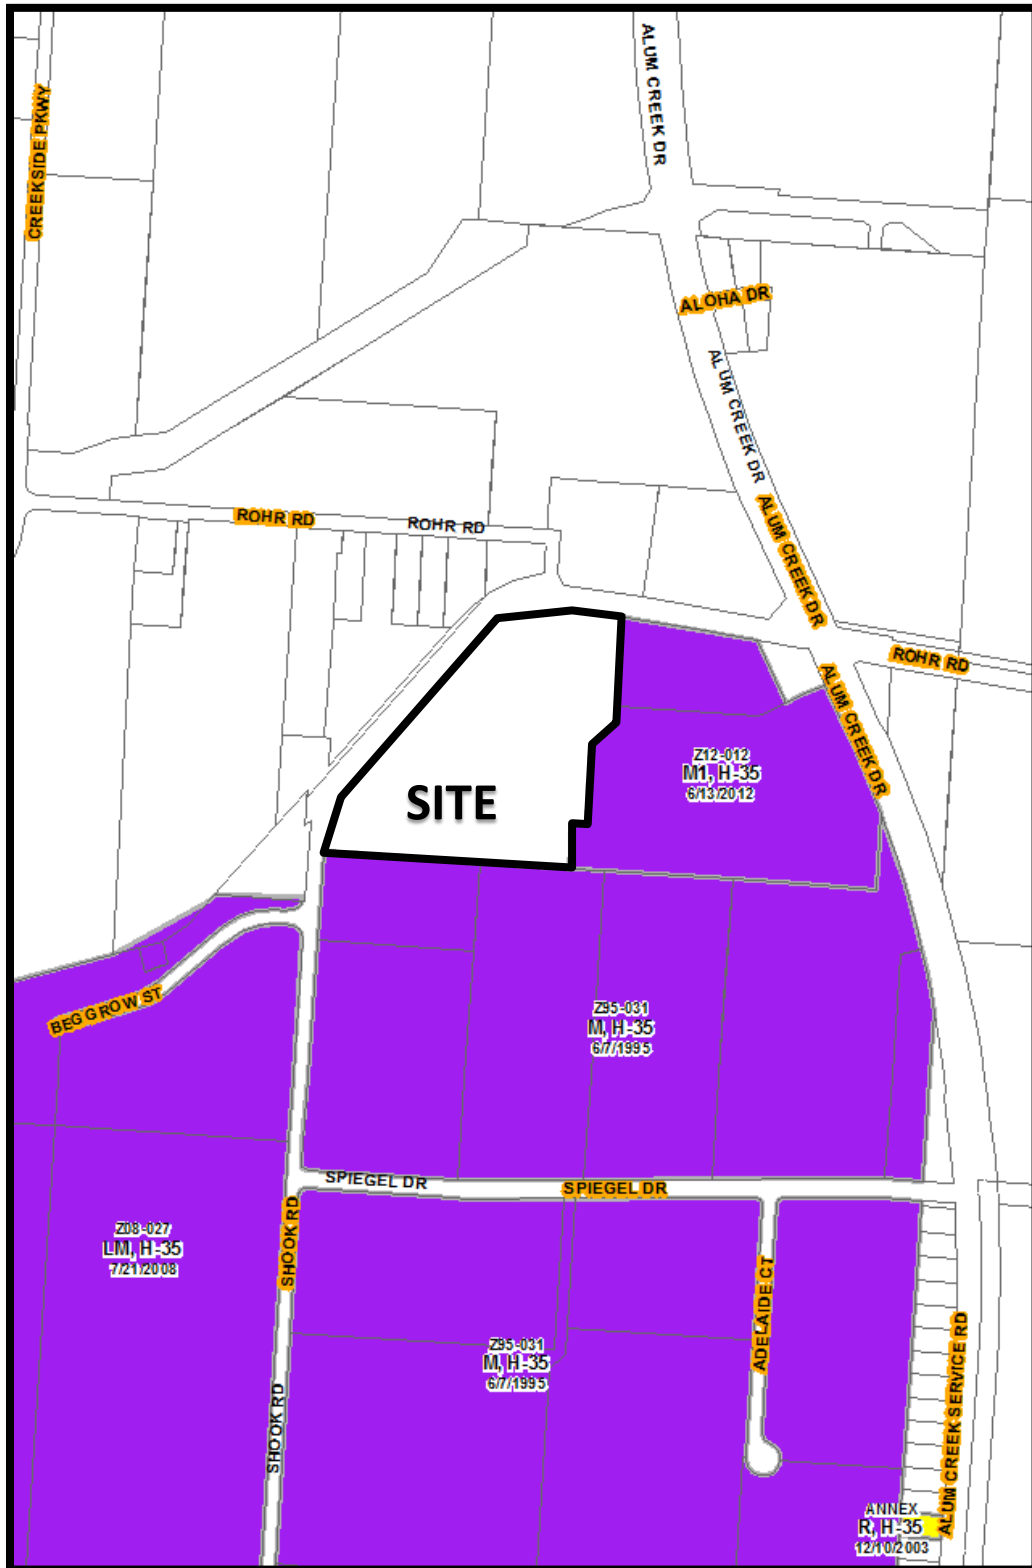 ALUM CREEK DR
CREEKSIDE PKWY
ALOHA DR
ALUM CREEK DR
ROHR RD
ROHR RD
ALUM CREEK DR
ROHR RD
ALUM CREEK DR
Z12-012
M1, H-35
6/13/2012
SITE
BEGGROW ST
Z95-031
M, H-35
6/7/1995
SPIEGEL DR
SPIEGEL DR
Z08-027
LM, H-35
7/21/2008
SHOOK RD
ADELAIDE CT
Z95-031
M, H-35
6/7/1995
SHOOK RD
ALUM CREEK SERVICE RD
ANNEX
R, H-35
12/10/2003